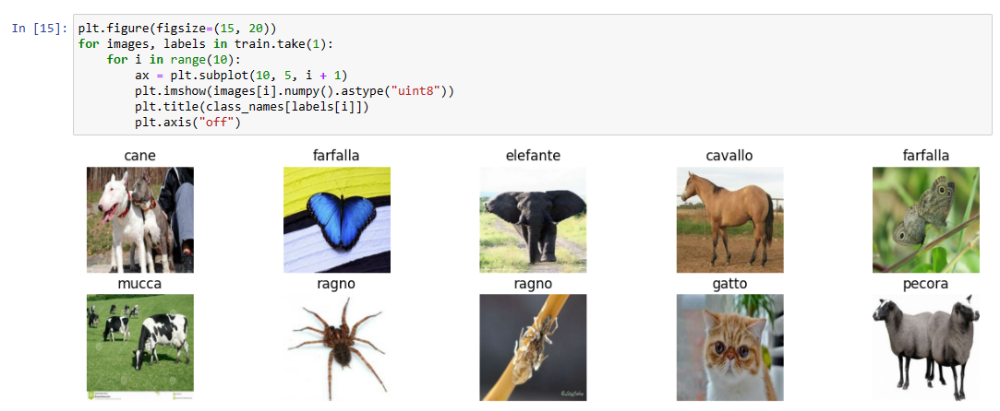 In [15]: plt.figure(figsize=(15, 20))
for images, labels in train.take(1):
    for i in range(10):
        ax = plt.subplot(10, 5, i + 1)
        plt.imshow(images[i].numpy().astype("uint8"))
        plt.title(class_names[labels[i]])
        plt.axis("off")
cane farfalla elefante cavallo farfalla
mucca ragno ragno gatto pecora